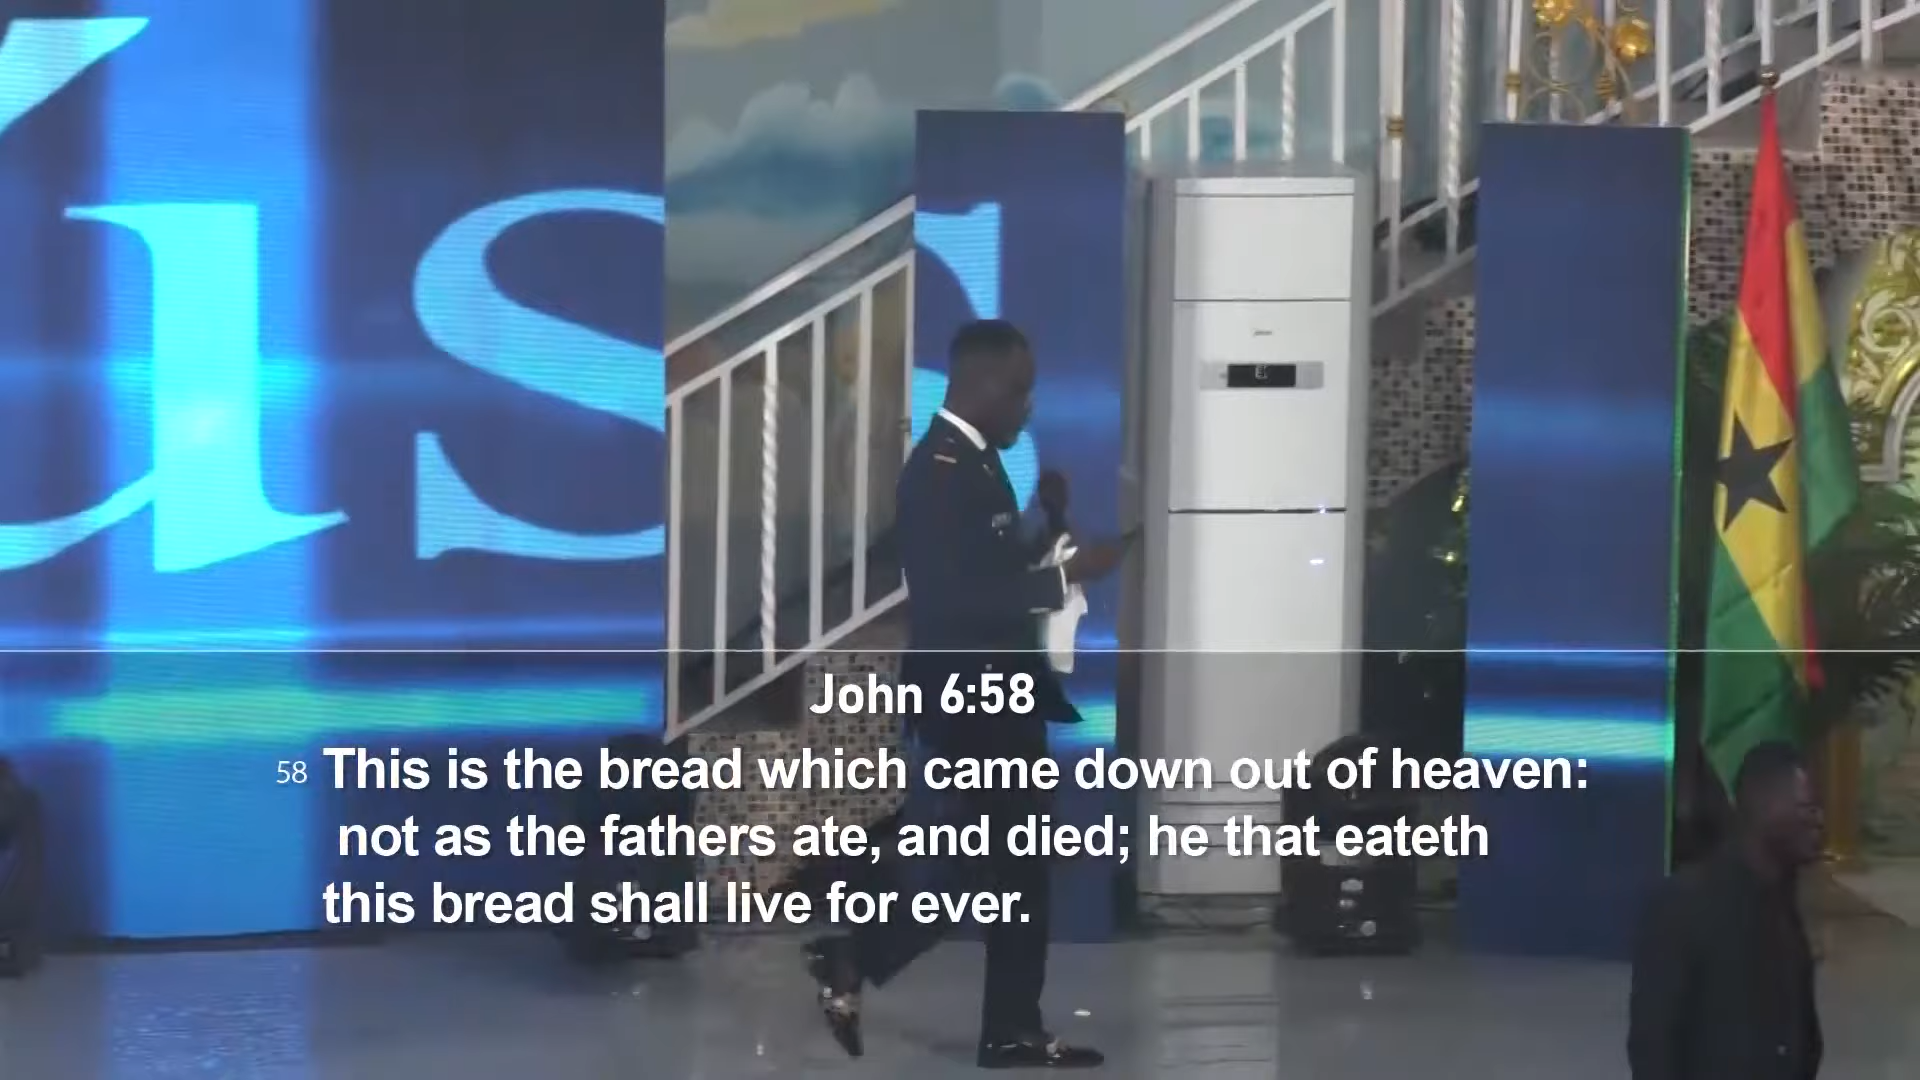 us
John 6:58
58 This is the bread which came down out of heaven:
not as the fathers ate, and died; he that eateth
this bread shall live for ever.